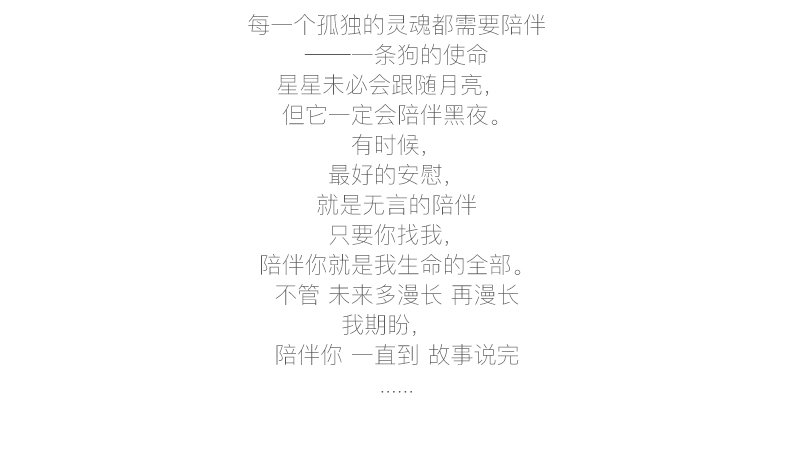 每一个孤独的灵魂都需要陪伴
———一条狗的使命
星星未必会跟随月亮，
但它一定会陪伴黑夜。
有时候，
最好的安慰，
就是无言的陪伴
只要你找我，
陪伴你就是我生命的全部。
不管 未来多漫长 再漫长
我期盼，
陪伴你 一直到 故事说完
……